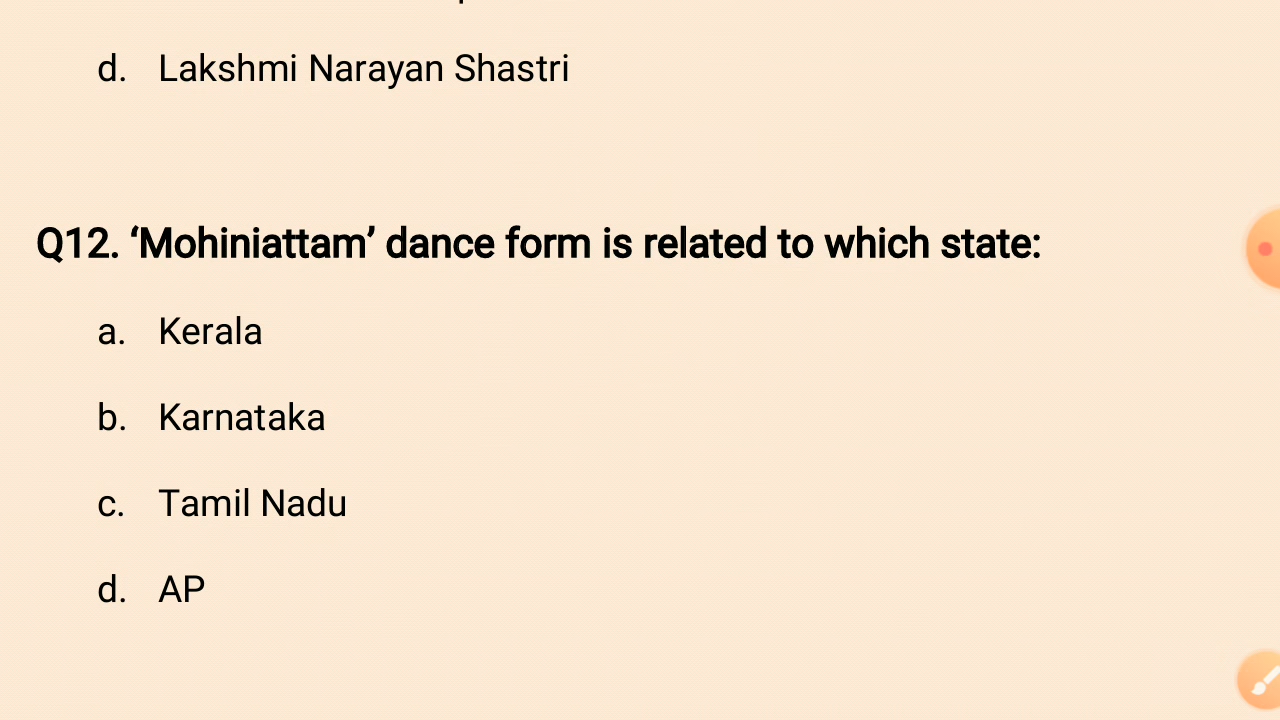 d. Lakshmi Narayan Shastri
Q12. ‘Mohiniattam’ dance form is related to which state:
a. Kerala
b. Karnataka
c. Tamil Nadu
d. AP